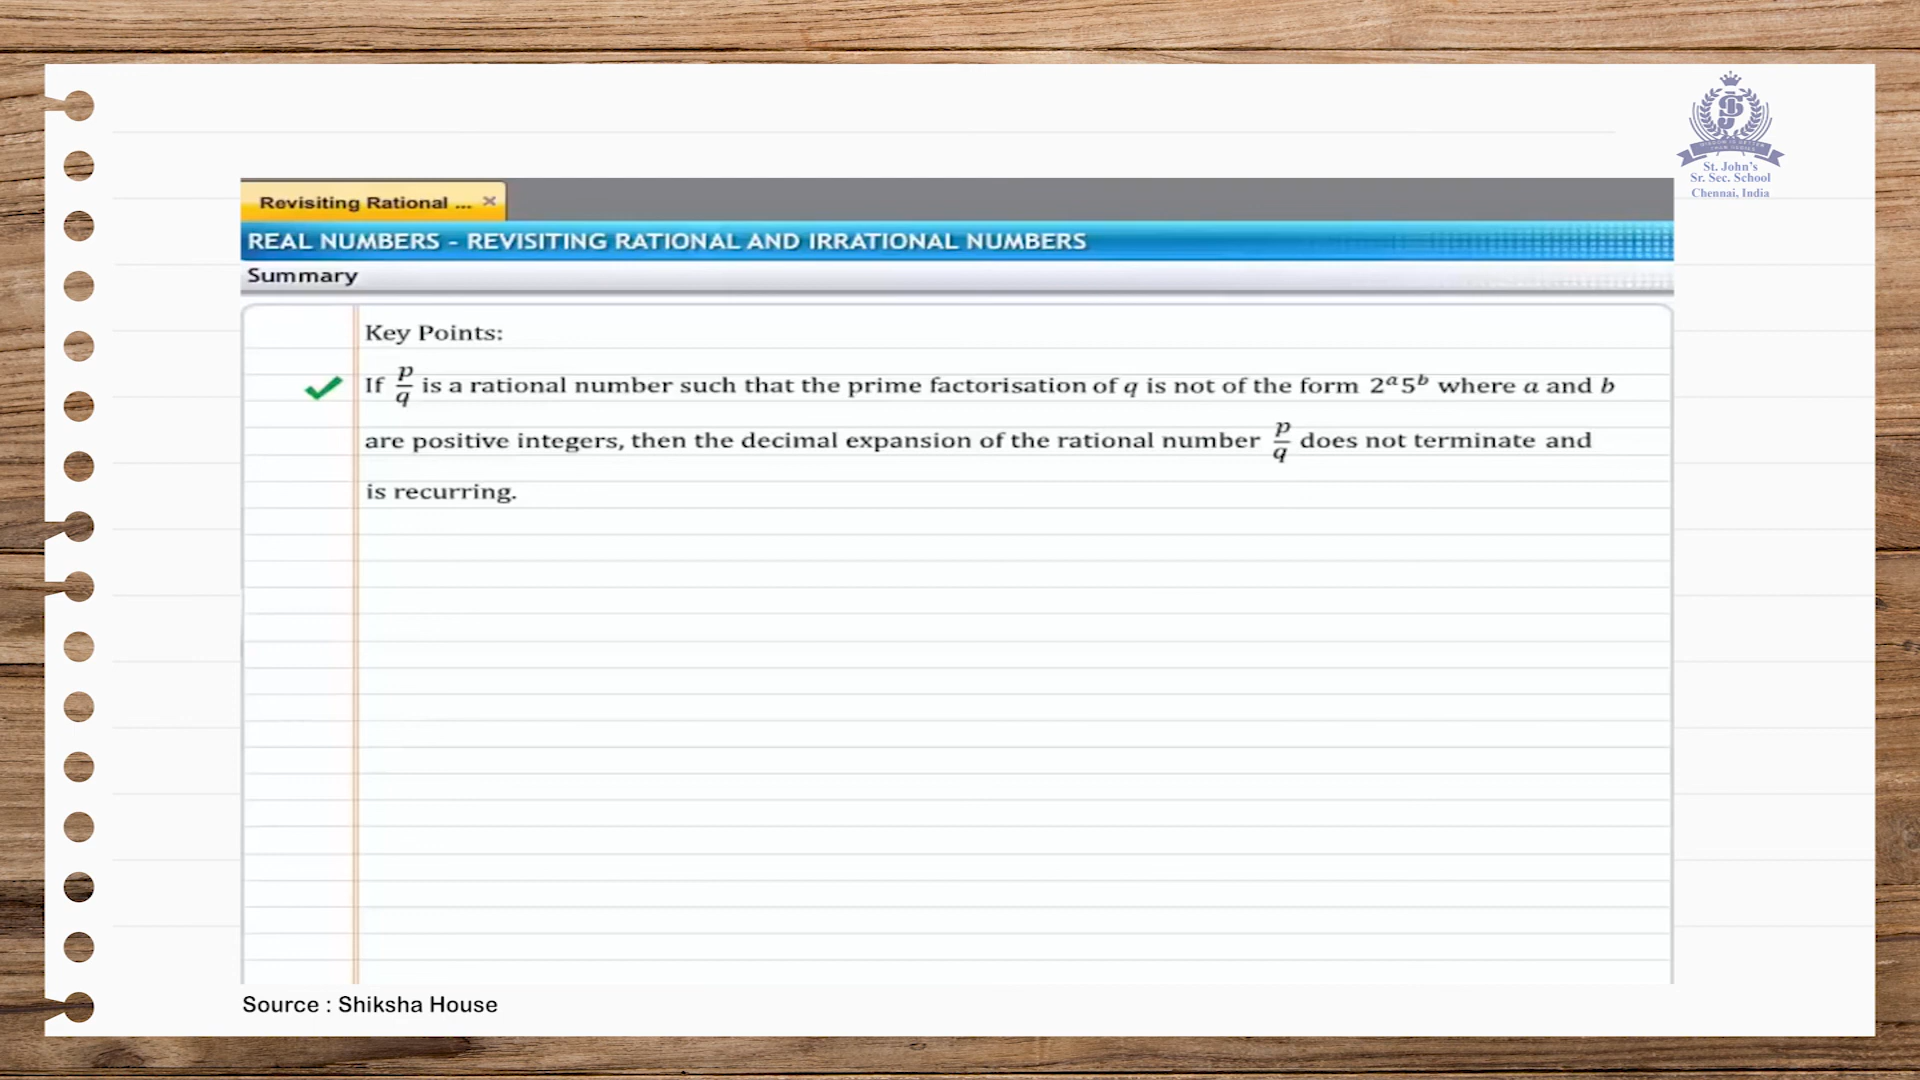 St. John's
Sr. Sec. School
Chennai, India
Revisiting Rational ... ×
REAL NUMBERS - REVISITING RATIONAL AND IRRATIONAL NUMBERS
Summary
Key Points:
If p/q is a rational number such that the prime factorisation of q is not of the form 2ᵃ5ᵇ where a and b
are positive integers, then the decimal expansion of the rational number p/q does not terminate and
is recurring.
Source : Shiksha House